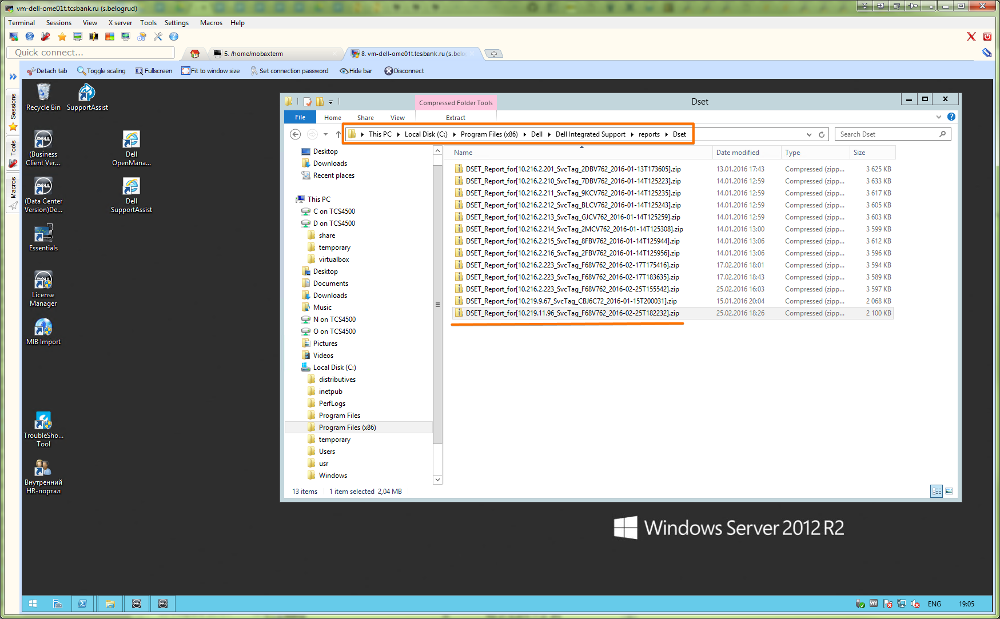 vm-dell-ome01t.tcsbank.ru (s.belogrud)
Terminal Sessions View X server Tools Settings Macros Help
Quick connect...
5. /home/mobaxterm
8. vm-dell-ome01t.tcsbank.ru (s.belo
Detach tab Toggle scaling Fullscreen Fit to window size Set connection password Hide bar Disconnect
Sessions
Tools
Macros
Recycle Bin
SupportAssist
(Business
Client Ver...
Dell
OpenMana...
(Data Center
Version)De...
Dell
SupportAssist
Essentials
License
Manager
MIB Import
TroubleSho...
Tool
Внутренний
HR-портал
Compressed Folder Tools
Dset
File Home Share View Extract
This PC Local Disk (C:) Program Files (x86) Dell Dell Integrated Support reports Dset
Search Dset
Desktop
Downloads
Recent places
This PC
C on TCS4500
D on TCS4500
share
temporary
virtualbox
Desktop
Documents
Downloads
Music
N on TCS4500
O on TCS4500
Pictures
Videos
Local Disk (C:)
distributives
inetpub
PerfLogs
Program Files
Program Files (x86)
temporary
Users
usr
Windows
Name Date modified Type Size
DSET_Report_for[10.216.2.201_SvcTag_2DBV762_2016-01-13T173605].zip 13.01.2016 17:43 Compressed (zipp... 3 625 KB
DSET_Report_for[10.216.2.210_SvcTag_7DBV762_2016-01-14T125223].zip 14.01.2016 12:59 Compressed (zipp... 3 633 KB
DSET_Report_for[10.216.2.211_SvcTag_9KCV762_2016-01-14T125235].zip 14.01.2016 12:59 Compressed (zipp... 3 617 KB
DSET_Report_for[10.216.2.212_SvcTag_BLCV762_2016-01-14T125243].zip 14.01.2016 12:59 Compressed (zipp... 3 605 KB
DSET_Report_for[10.216.2.213_SvcTag_GJCV762_2016-01-14T125259].zip 14.01.2016 12:59 Compressed (zipp... 3 603 KB
DSET_Report_for[10.216.2.214_SvcTag_2MCV762_2016-01-14T125308].zip 14.01.2016 13:00 Compressed (zipp... 3 599 KB
DSET_Report_for[10.216.2.215_SvcTag_8FBV762_2016-01-14T125944].zip 14.01.2016 13:06 Compressed (zipp... 3 612 KB
DSET_Report_for[10.216.2.216_SvcTag_2FBV762_2016-01-14T125956].zip 14.01.2016 13:06 Compressed (zipp... 3 596 KB
DSET_Report_for[10.216.2.223_SvcTag_F68V762_2016-02-17T175416].zip 17.02.2016 18:01 Compressed (zipp... 3 594 KB
DSET_Report_for[10.216.2.223_SvcTag_F68V762_2016-02-17T183635].zip 17.02.2016 18:43 Compressed (zipp... 3 589 KB
DSET_Report_for[10.216.2.223_SvcTag_F68V762_2016-02-25T155542].zip 25.02.2016 16:03 Compressed (zipp... 3 597 KB
DSET_Report_for[10.219.9.67_SvcTag_CBJ6C72_2016-01-15T200031].zip 15.01.2016 20:04 Compressed (zipp... 2 068 KB
DSET_Report_for[10.219.11.96_SvcTag_F68V762_2016-02-25T182232].zip 25.02.2016 18:26 Compressed (zipp... 2 100 KB
13 items 1 item selected 2,04 MB
Windows Server 2012 R2
ENG 19:05